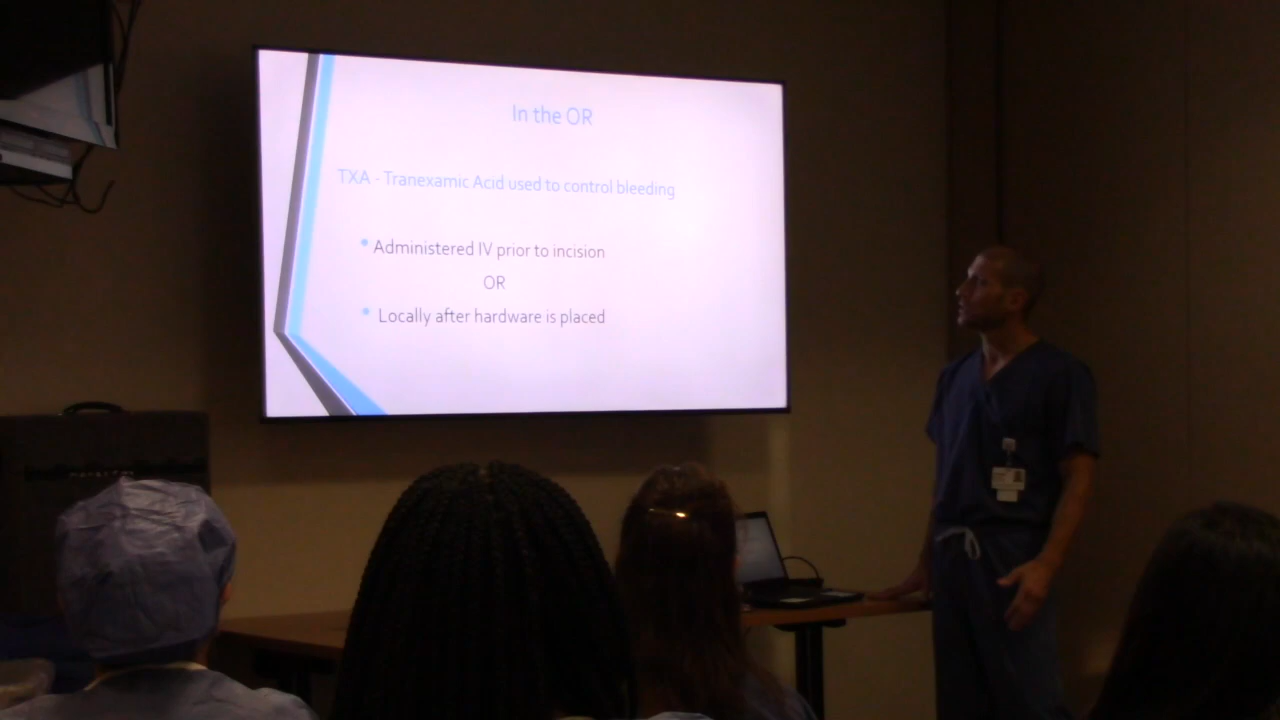 In the OR
TXA - Tranexamic Acid used to control bleeding
• Administered IV prior to incision
OR
• Locally after hardware is placed